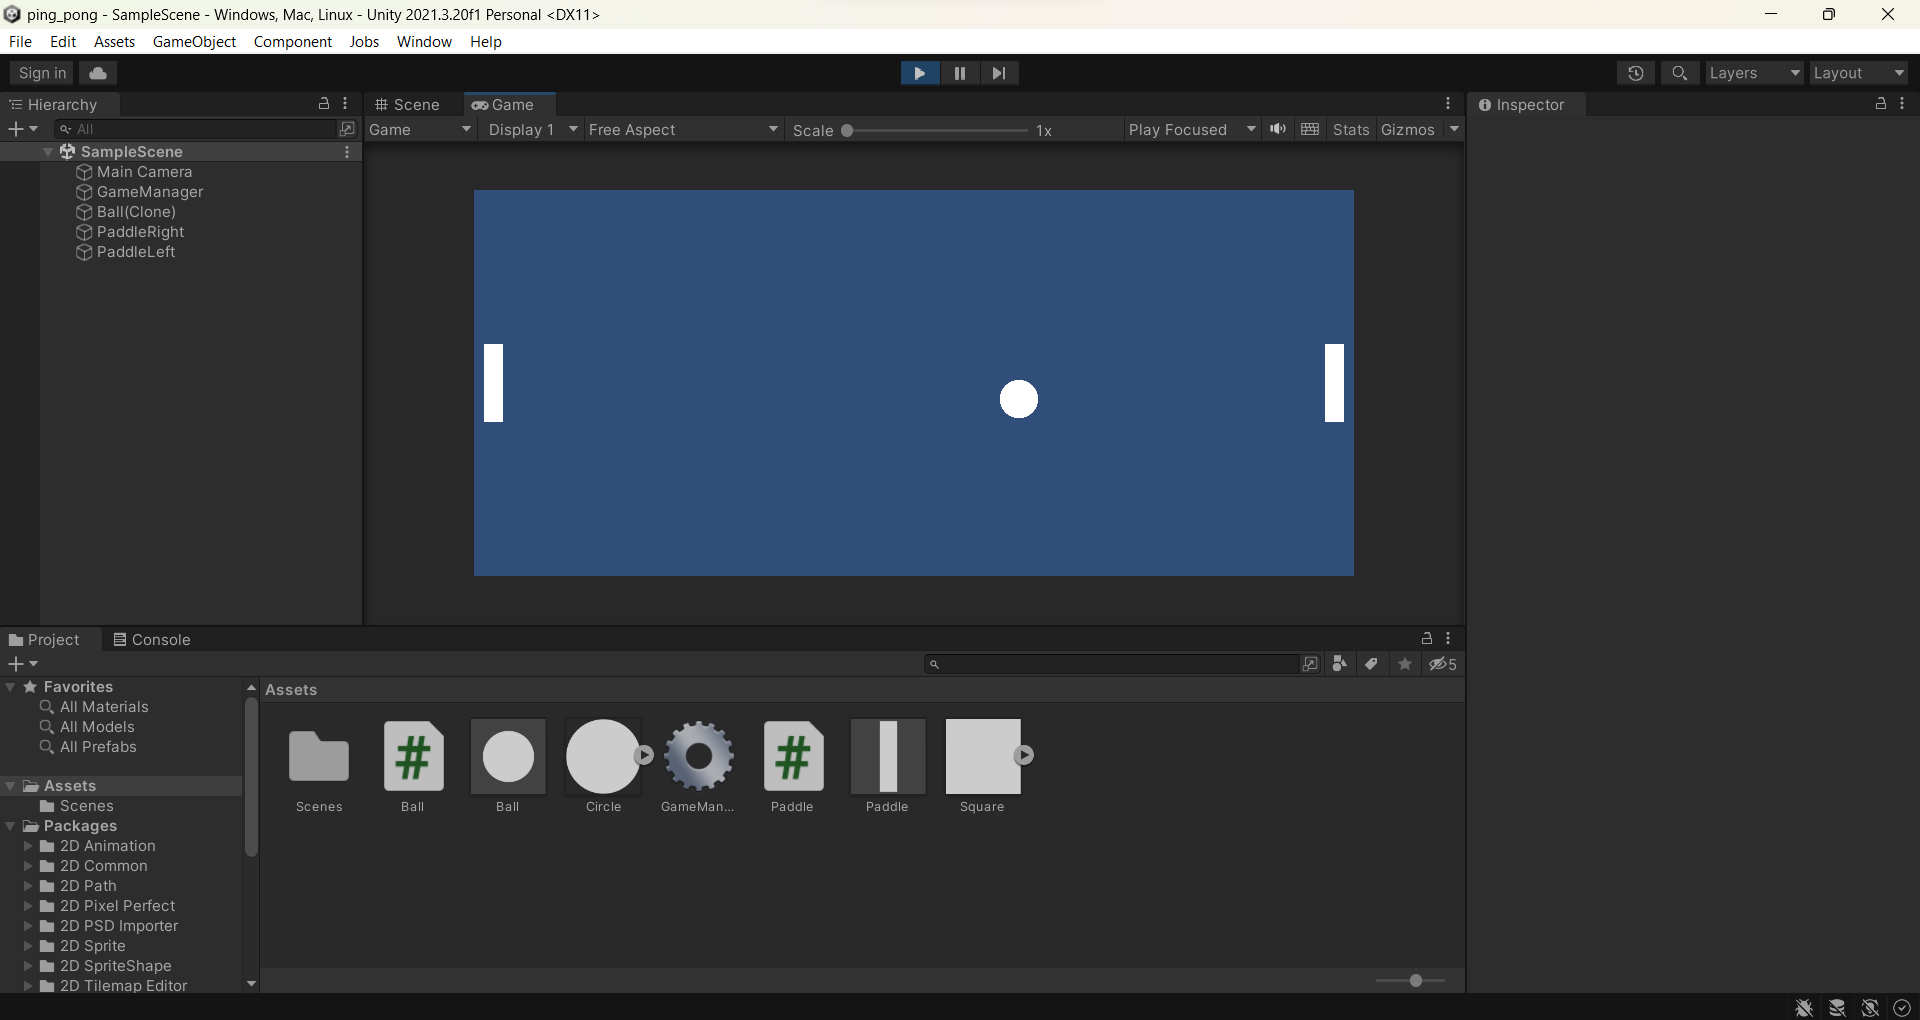 ping_pong - SampleScene - Windows, Mac, Linux - Unity 2021.3.20f1 Personal <DX11>
File Edit Assets GameObject Component Jobs Window Help
Sign in
Layers Layout
Hierarchy
All
SampleScene
Main Camera
GameManager
Ball(Clone)
PaddleRight
PaddleLeft
Scene Game
Game Display 1 Free Aspect Scale 1x Play Focused Stats Gizmos
Inspector
Project Console
5
Favorites
All Materials
All Models
All Prefabs
Assets
Scenes
Packages
2D Animation
2D Common
2D Path
2D Pixel Perfect
2D PSD Importer
2D Sprite
2D SpriteShape
2D Tilemap Editor
Assets
Scenes Ball Ball Circle GameMan... Paddle Paddle Square